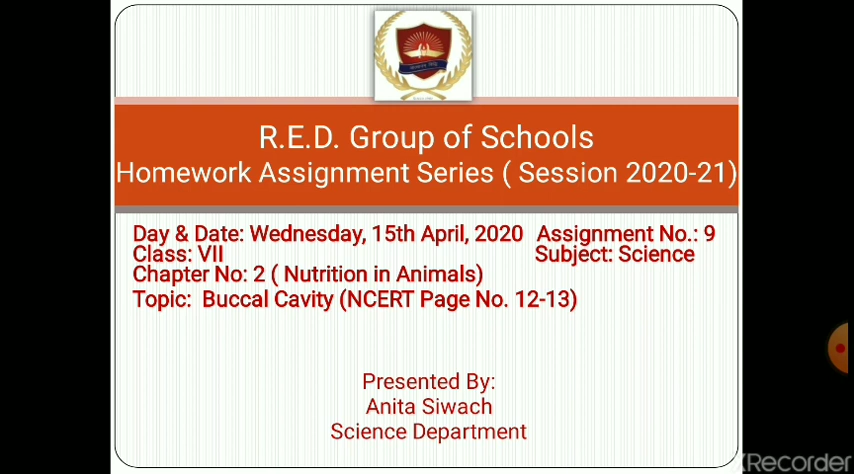 R.E.D. Group of Schools
Homework Assignment Series ( Session 2020-21)
Day & Date: Wednesday, 15th April, 2020 Assignment No.: 9
Class: VII Subject: Science
Chapter No: 2 ( Nutrition in Animals)
Topic: Buccal Cavity (NCERT Page No. 12-13)
Presented By:
Anita Siwach
Science Department
XRecorder